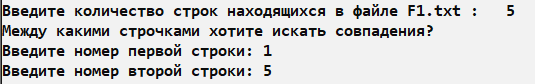 Введите количество строк находящихся в файле F1.txt :   5
Между какими строчками хотите искать совпадения?
Введите номер первой строки: 1
Введите номер второй строки: 5